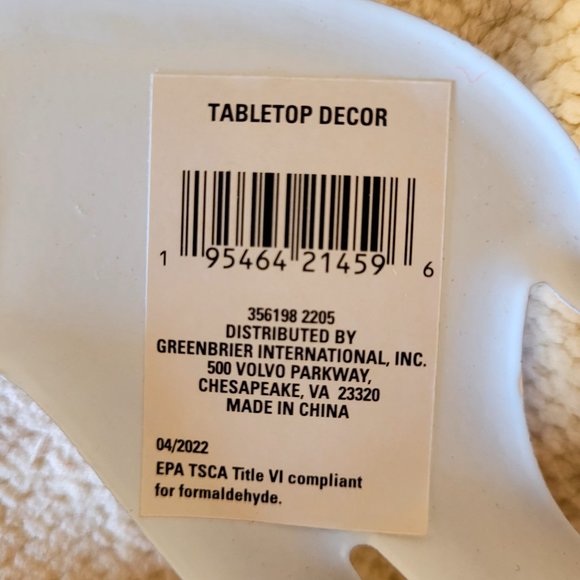 TABLETOP DECOR
1 95464 21459 6
356198 2205
DISTRIBUTED BY
GREENBRIER INTERNATIONAL, INC.
500 VOLVO PARKWAY,
CHESAPEAKE, VA 23320
MADE IN CHINA
04/2022
EPA TSCA Title VI compliant
for formaldehyde.